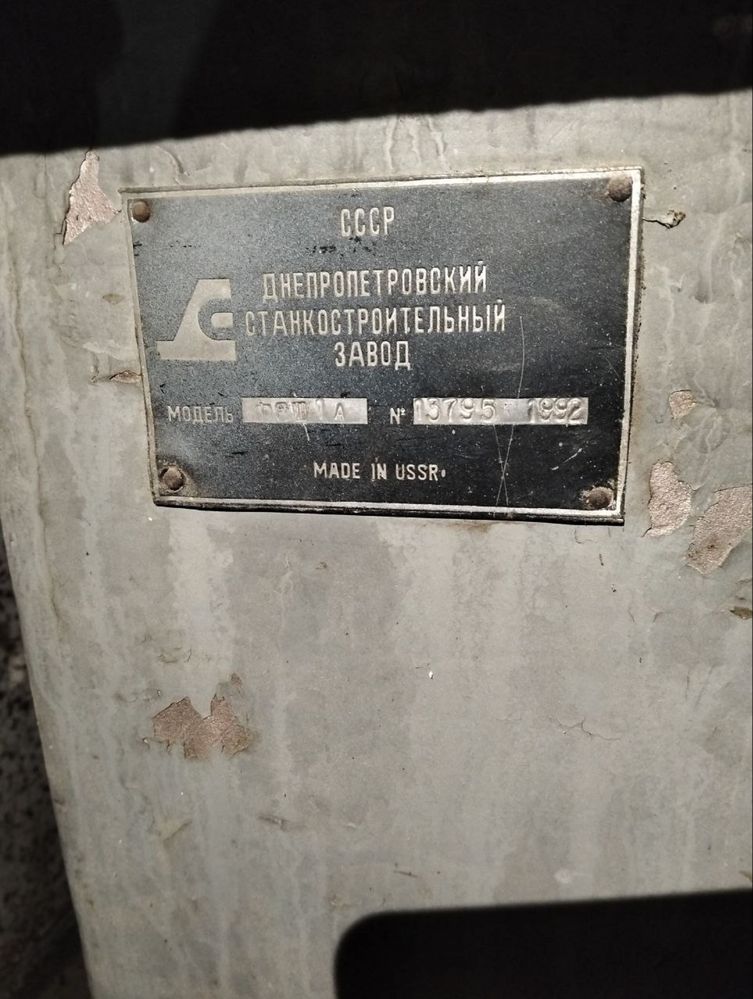 СССР
ДНЕПРОПЕТРОВСКИЙ
СТАНКОСТРОИТЕЛЬНЫЙ
ЗАВОД
МОДЕЛЬ № 13795 1992
MADE IN USSR